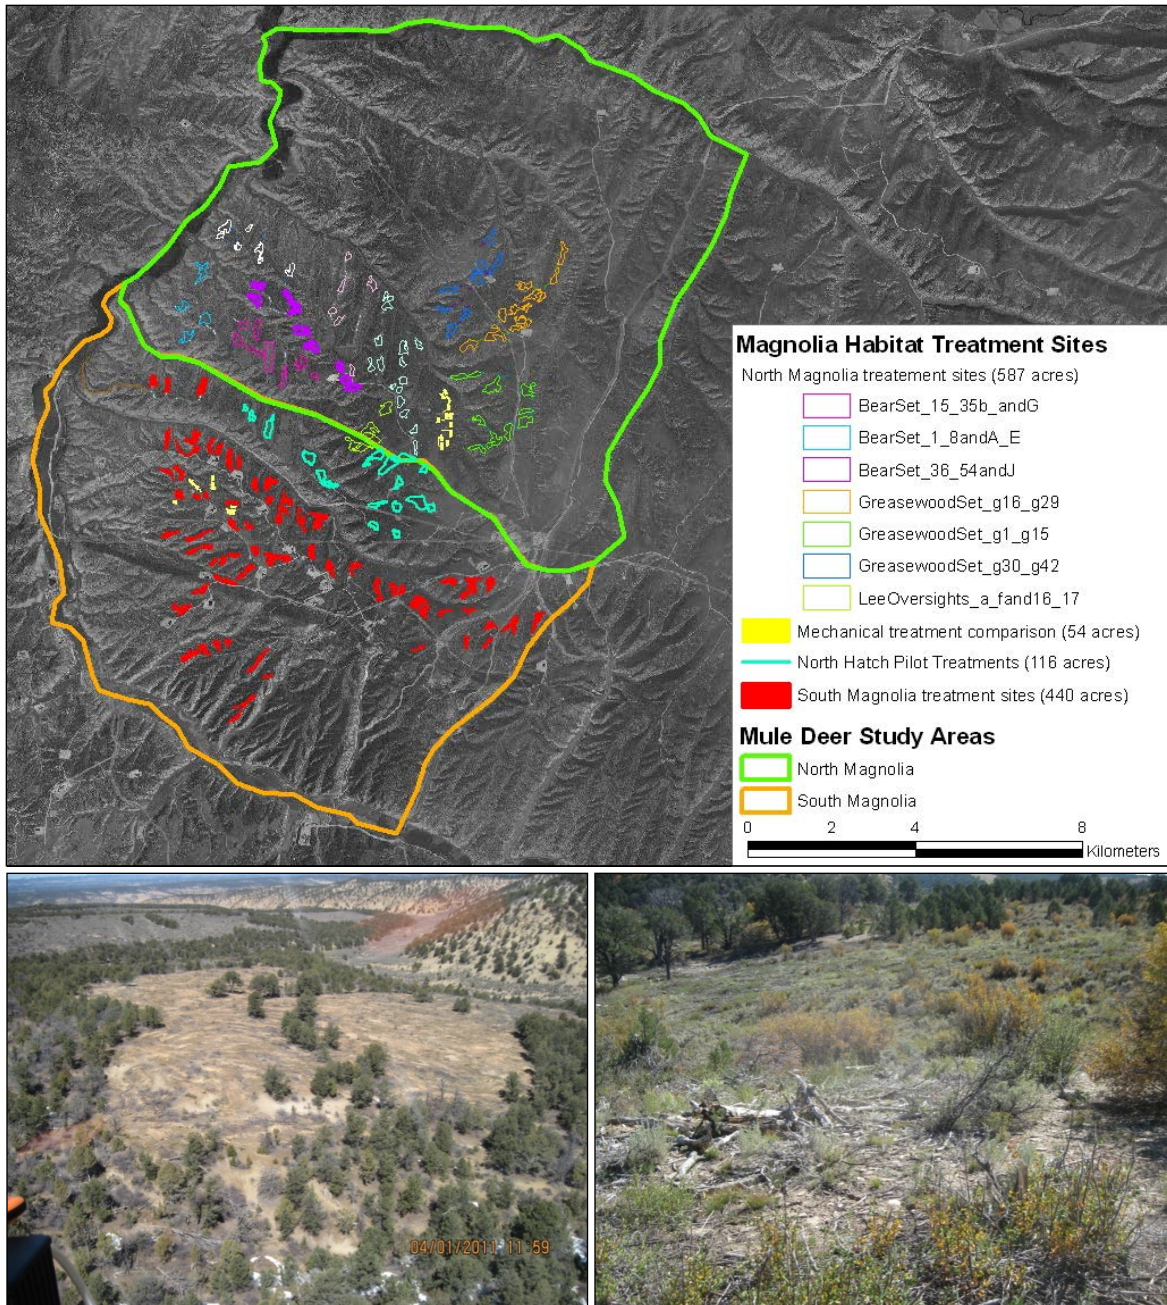 Magnolia Habitat Treatment Sites
North Magnolia treatement sites (587 acres)
BearSet_15_35b_andG
BearSet_1_8andA_E
BearSet_36_54andJ
GreasewoodSet_g16_g29
GreasewoodSet_g1_g15
GreasewoodSet_g30_g42
LeeOversights_a_fand16_17
Mechanical treatment comparison (54 acres)
North Hatch Pilot Treatments (116 acres)
South Magnolia treatment sites (440 acres)
Mule Deer Study Areas
North Magnolia
South Magnolia
0 2 4 8
Kilometers
04/01/2011 11:59